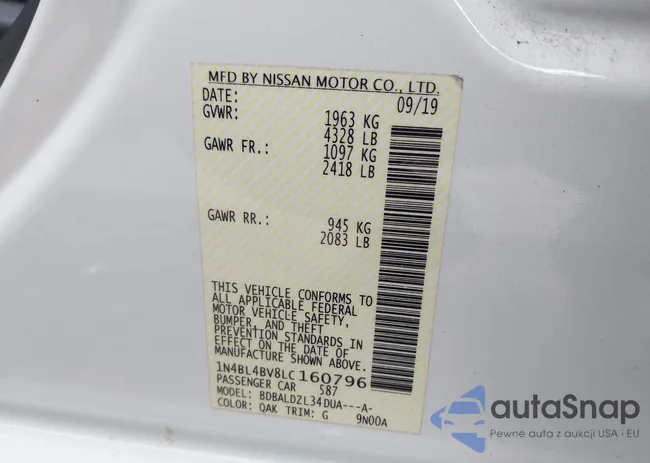 MFD BY NISSAN MOTOR CO., LTD.
DATE: 09/19
GVWR: 1963 KG
4328 LB
GAWR FR.: 1097 KG
2418 LB
GAWR RR.: 945 KG
2083 LB
THIS VEHICLE CONFORMS TO
ALL APPLICABLE FEDERAL
MOTOR VEHICLE SAFETY,
BUMPER, AND THEFT
PREVENTION STANDARDS IN
EFFECT ON THE DATE OF
MANUFACTURE SHOWN ABOVE.
1N4BL4BV8LC160796
PASSENGER CAR 587
MODEL: BDBALDZL34DUA---A-
COLOR: QAK TRIM: G 9N00A
autoSnap
Pewne auta z aukcji USA i EU